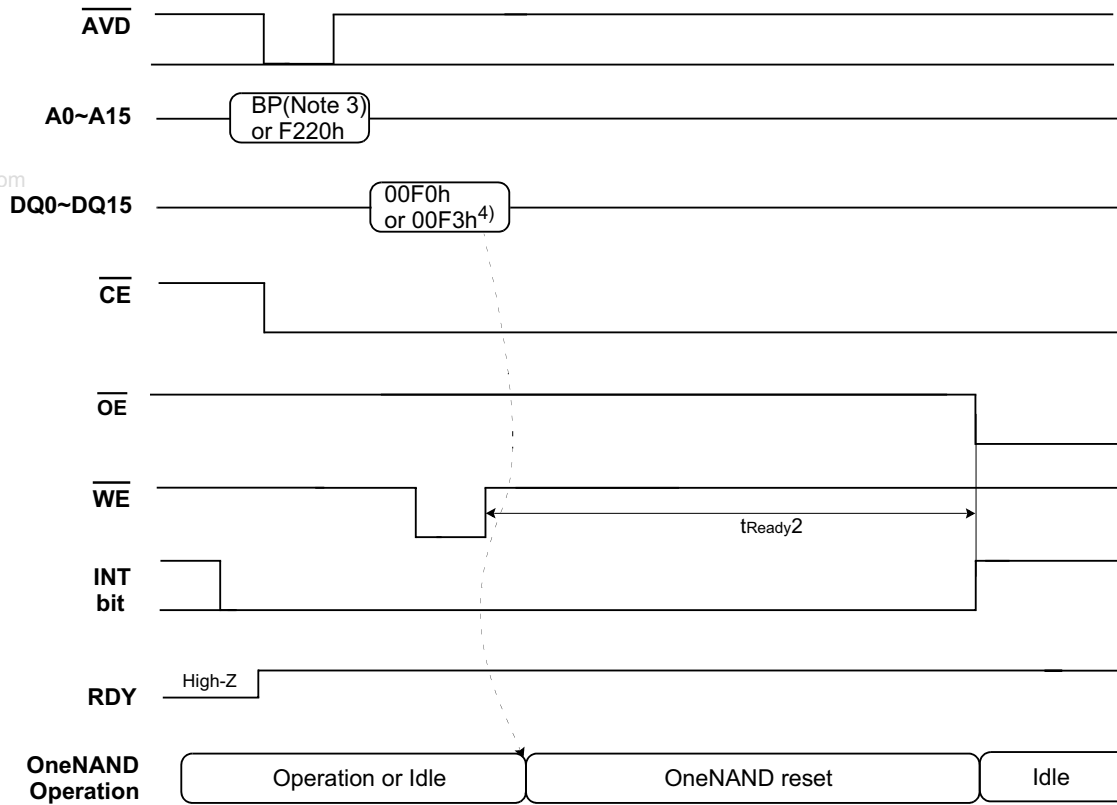 AVD
A0~A15
BP(Note 3)
or F220h
om
DQ0~DQ15
00F0h
or 00F3h4)
CE
OE
WE
tReady2
INT
bit
High-Z
RDY
OneNAND
Operation
Operation or Idle
OneNAND reset
Idle